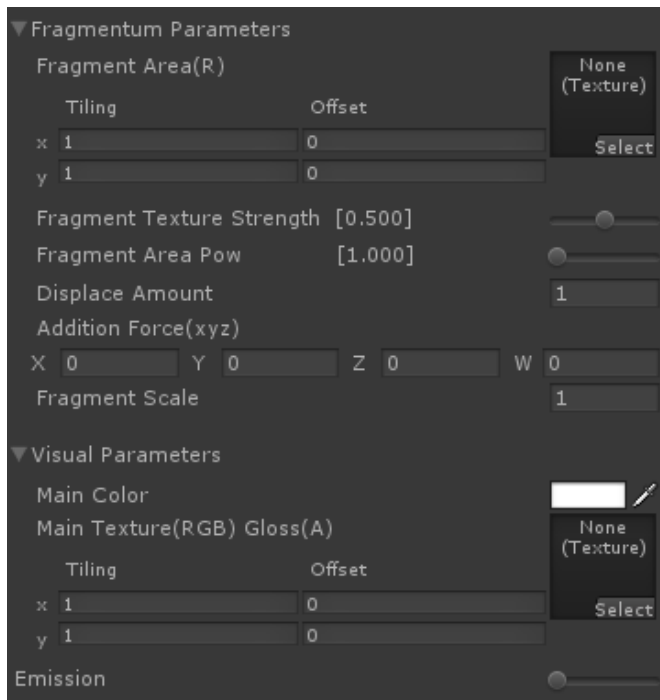 Fragmentum Parameters
Fragment Area(R)
None
(Texture)
Tiling Offset
x 1 0
Select
y 1 0
Fragment Texture Strength [0.500]
Fragment Area Pow [1.000]
Displace Amount 1
Addition Force(xyz)
X 0 Y 0 Z 0 W 0
Fragment Scale 1
Visual Parameters
Main Color
Main Texture(RGB) Gloss(A)
None
(Texture)
Tiling Offset
x 1 0
Select
y 1 0
Emission